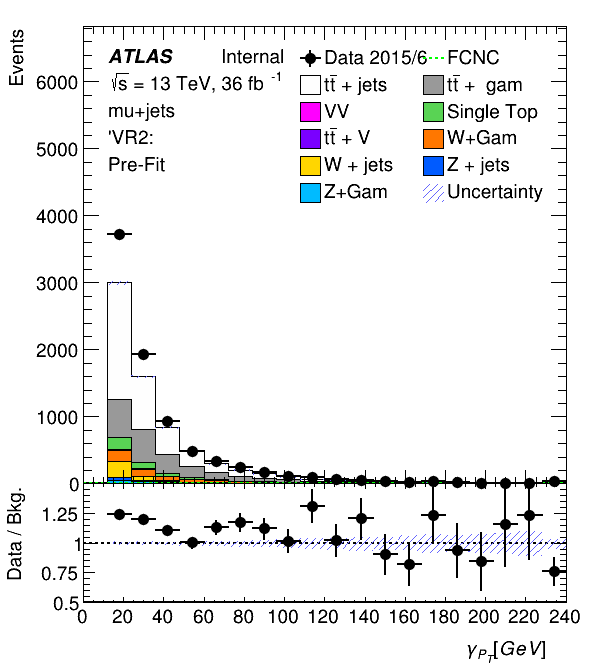 Events
ATLAS Internal
√s = 13 TeV, 36 fb -1
mu+jets
'VR2:
Pre-Fit
Data 2015/6 FCNC
tt̄ + jets tt̄ + gam
VV Single Top
tt̄ + V W+Gam
W + jets Z + jets
Z+Gam Uncertainty
6000
5000
4000
3000
2000
1000
0
Data / Bkg.
1.25
1
0.75
0.5
0 20 40 60 80 100 120 140 160 180 200 220 240
γ_P_T [GeV]